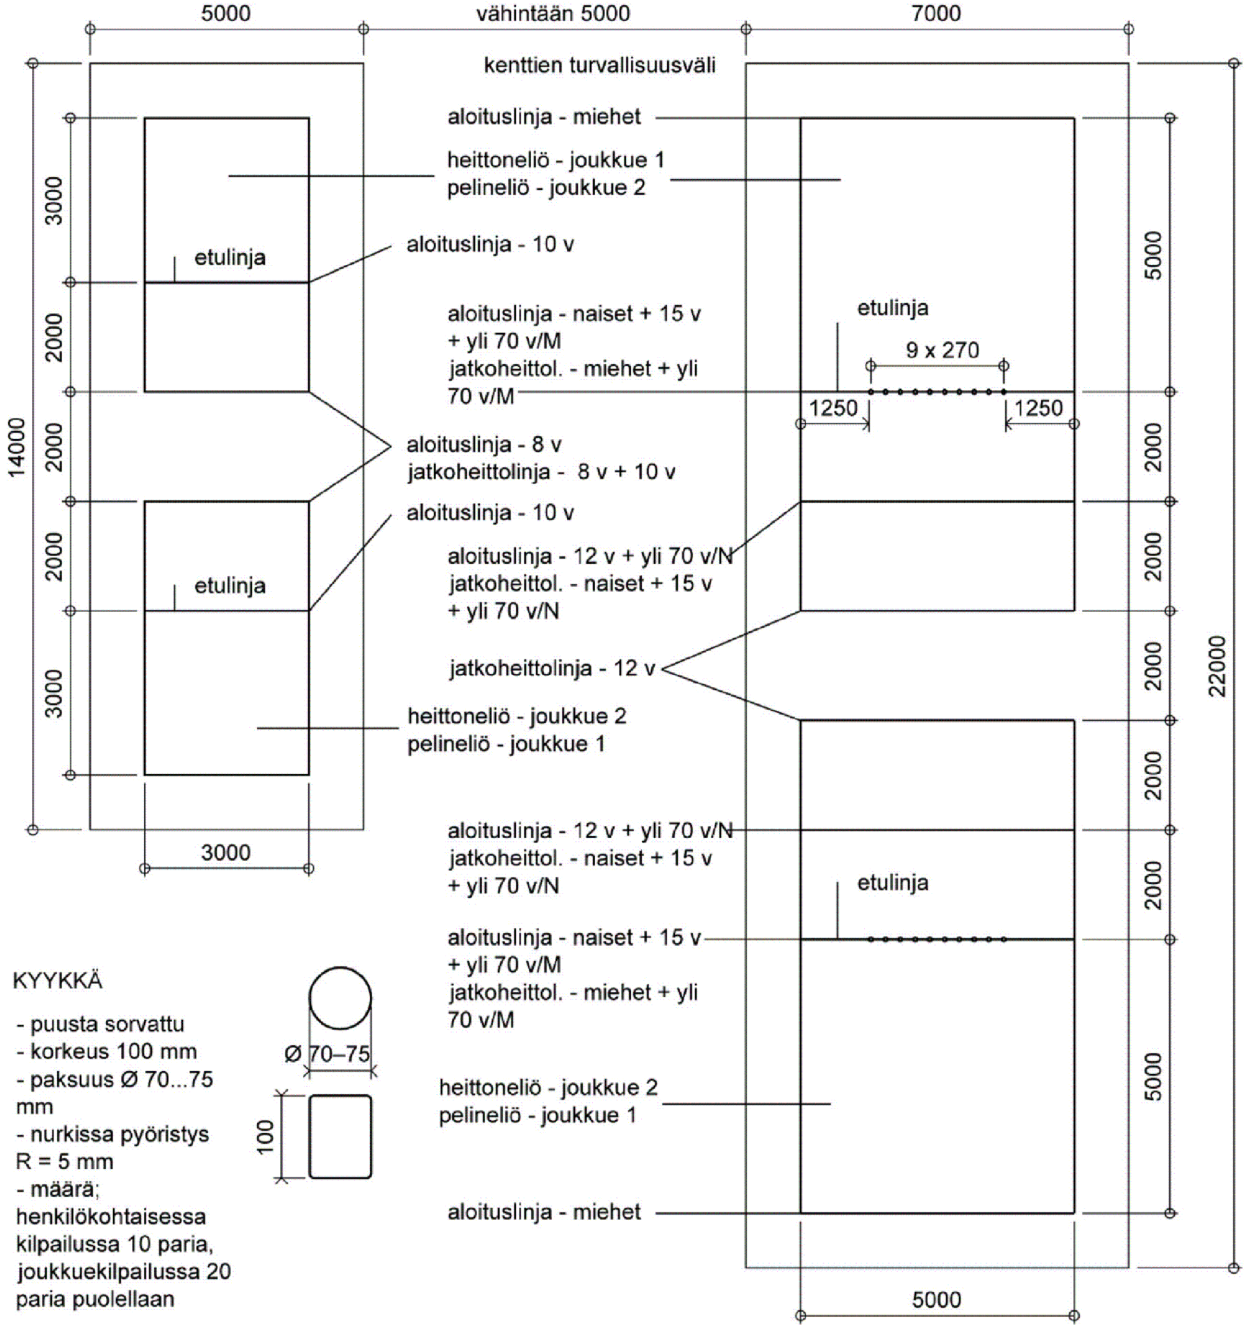 5000
vähintään 5000
7000
kenttien turvallisuusväli
aloituslinja - miehet
heittoneliö - joukkue 1
pelineliö - joukkue 2
3000
etulinja
aloituslinja - 10 v
5000
2000
aloituslinja - naiset + 15 v
+ yli 70 v/M
jatkoheittol. - miehet + yli
70 v/M
etulinja
9 x 270
1250
1250
14000
2000
aloituslinja - 8 v
jatkoheittolinja - 8 v + 10 v
2000
aloituslinja - 10 v
2000
etulinja
aloituslinja - 12 v + yli 70 v/N
jatkoheittol. - naiset + 15 v
+ yli 70 v/N
2000
3000
jatkoheittolinja - 12 v
2000
22000
heittoneliö - joukkue 2
pelineliö - joukkue 1
2000
3000
aloituslinja - 12 v + yli 70 v/N
jatkoheittol. - naiset + 15 v
+ yli 70 v/N
etulinja
2000
aloituslinja - naiset + 15 v
+ yli 70 v/M
jatkoheittol. - miehet + yli
70 v/M
5000
heittoneliö - joukkue 2
pelineliö - joukkue 1
aloituslinja - miehet
5000
KYYKKÄ
- puusta sorvattu
- korkeus 100 mm
- paksuus Ø 70...75
mm
- nurkissa pyöristys
R = 5 mm
- määrä;
henkilökohtaisessa
kilpailussa 10 paria,
joukkuekilpailussa 20
paria puolellaan
Ø 70–75
100